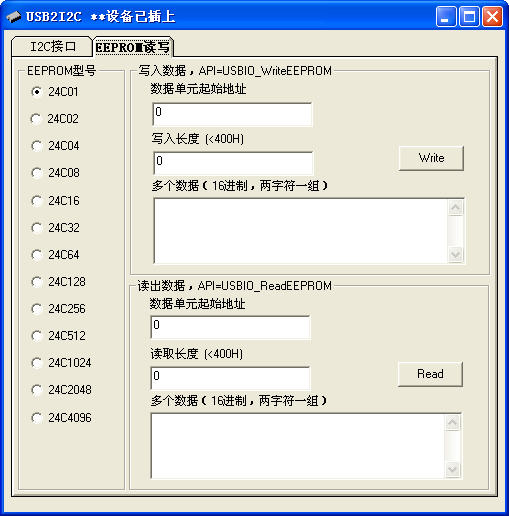 USB2I2C **设备已插上
I2C接口
EEPROM读写
EEPROM型号
24C01
24C02
24C04
24C08
24C16
24C32
24C64
24C128
24C256
24C512
24C1024
24C2048
24C4096
写入数据，API=USBIO_WriteEEPROM
数据单元起始地址
0
写入长度 (<400H)
0
Write
多个数据(16进制，两字符一组)
读出数据，API=USBIO_ReadEEPROM
数据单元起始地址
0
读取长度 (<400H)
0
Read
多个数据(16进制，两字符一组)